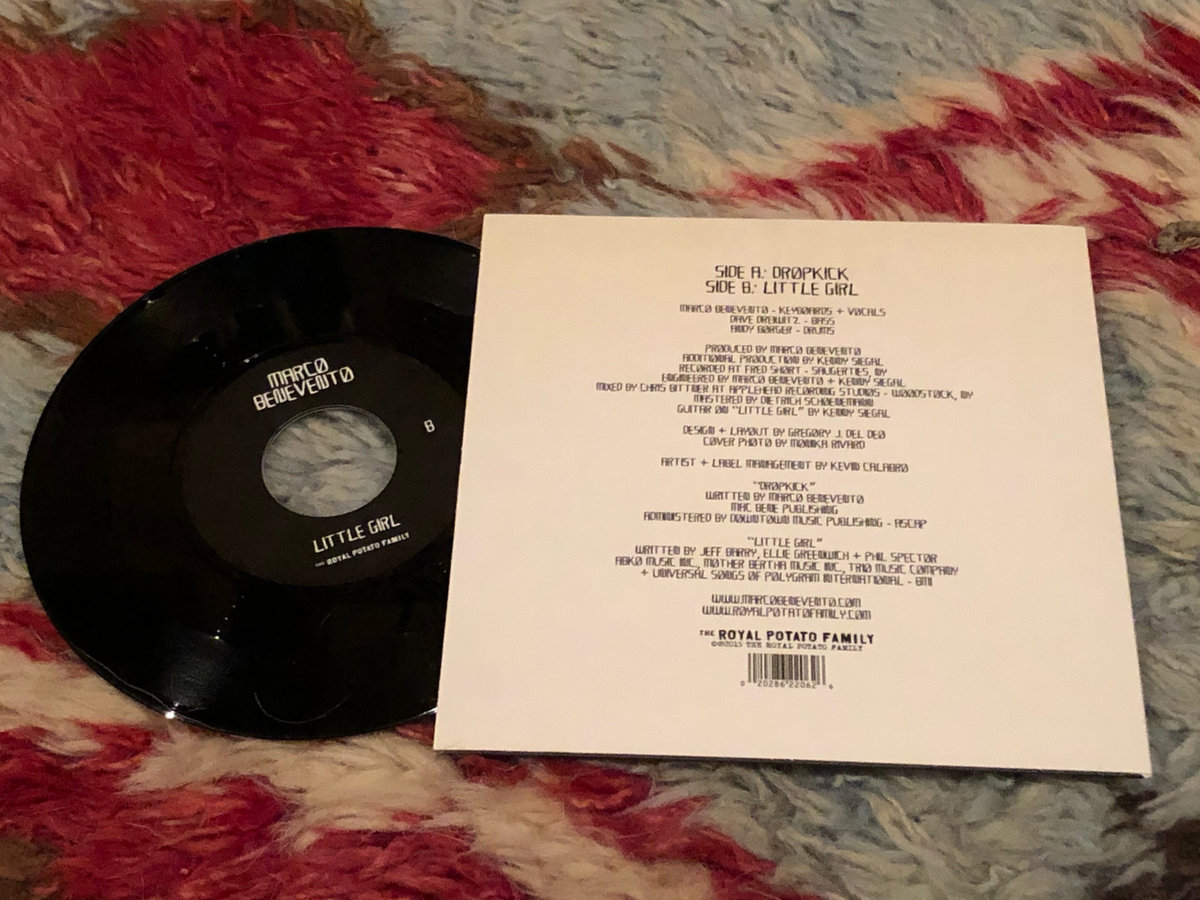 MARCØ
BENEVENTØ
B
LITTLE GIRL
THE ROYAL POTATO FAMILY
SIDE A: DRØPKICK
SIDE B: LITTLE GIRL
MARCØ BENEVENTØ - KEYBØARDS + VØCALS
DAVE DREIWITZ - BASS
ANDY BØRGER - DRUMS
PRØDUCED BY MARCØ BENEVENTØ
ADDITIØNAL PRØDUCTIØN BY KENNY SIEGAL
RECØRDED AT FRED SHØRT - SAUGERTIES, NY
ENGINEERED BY MARCØ BENEVENTØ + KENNY SIEGAL
MIXED BY CHRIS BITTNER AT APPLEHEAD RECØRDING STUDIØS - WØØDSTØCK, NY
MASTERED BY DIETRICH SCHØENEMANN
GUITAR ØN "LITTLE GIRL" BY KENNY SIEGAL
DESIGN + LAYØUT BY GREGØRY J. DEL DEØ
CØVER PHØTØ BY MØNIKA RIVARD
ARTIST + LABEL MANAGEMENT BY KEVIN CALABRØ
"DRØPKICK"
WRITTEN BY MARCØ BENEVENTØ
MAC BENE PUBLISHING
ADMINISTERED BY DØWNTØWN MUSIC PUBLISHING - ASCAP
"LITTLE GIRL"
WRITTEN BY JEFF BARRY, ELLIE GREENWICH + PHIL SPECTØR
ABKØ MUSIC INC, MØTHER BERTHA MUSIC INC, TRIØ MUSIC CØMPANY
+ UNIVERSAL SØNGS ØF PØLYGRAM INTERNATIØNAL - BMI
WWW.MARCØBENEVENTØ.CØM
WWW.RØYALPØTATØFAMILY.CØM
THE ROYAL POTATO FAMILY
©℗2015 THE ROYAL POTATO FAMILY
0 20286 22062 6